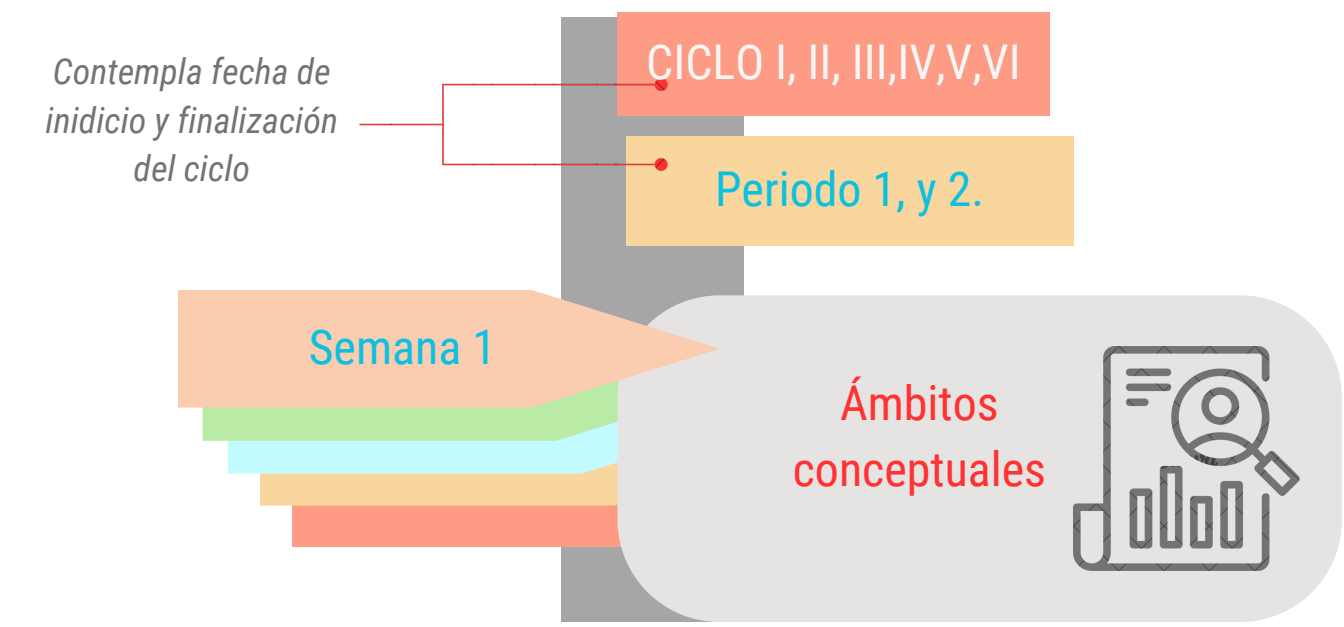 Contempla fecha de
inidicio y finalización
del ciclo
CICLO I, II, III,IV,V,VI
Periodo 1, y 2.
Semana 1
Ámbitos
conceptuales